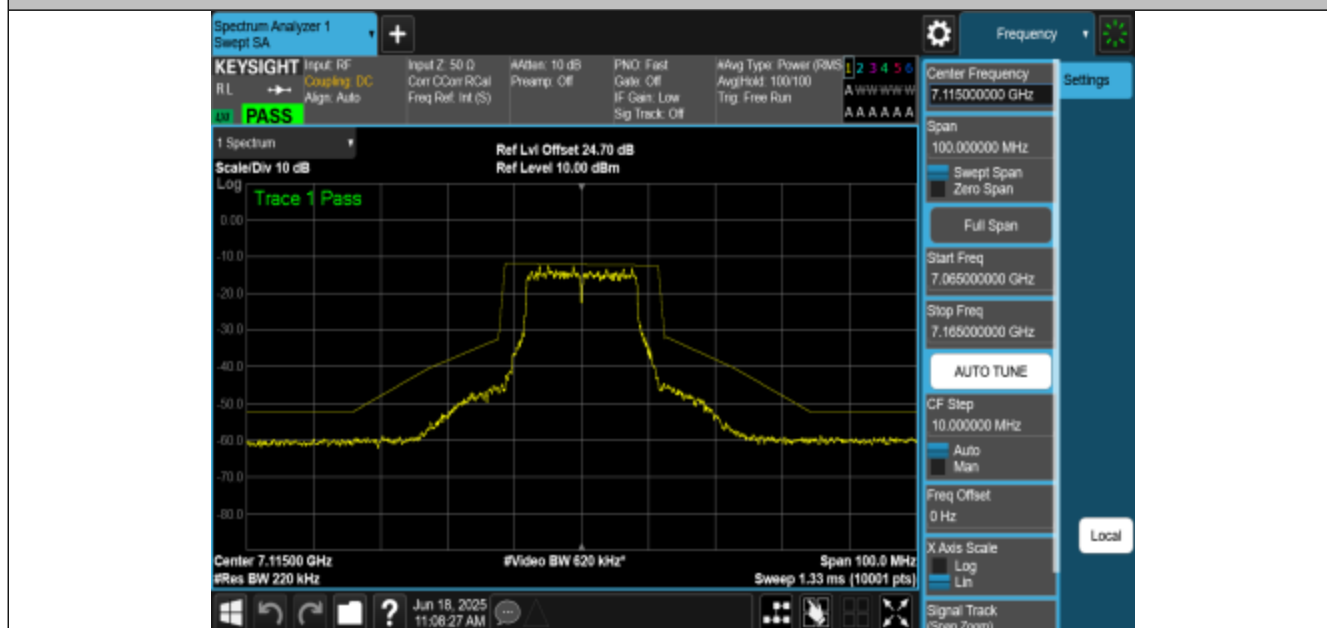 Spectrum Analyzer 1
Swept SA
+
Frequency
KEYSIGHT
RL
PASS
Input: RF
Coupling: DC
Align: Auto
Input Z: 50 Ω
Corr CCorr RCal
Freq Ref: Int (S)
#Atten: 10 dB
Preamp: Off
PNO: Fast
Gate: Off
IF Gain: Low
Sig Track: Off
#Avg Type: Power (RMS
Avg|Hold: 100/100
Trig: Free Run
1 2 3 4 5 6
A W W W W W
A A A A A A
1 Spectrum
Scale/Div 10 dB
Ref Lvl Offset 24.70 dB
Ref Level 10.00 dBm
Log
Trace 1 Pass
0.00
-10.0
-20.0
-30.0
-40.0
-50.0
-60.0
-70.0
-80.0
Center 7.11500 GHz
#Video BW 620 kHz*
Span 100.0 MHz
#Res BW 220 kHz
Sweep 1.33 ms (10001 pts)
Center Frequency
7.115000000 GHz
Settings
Span
100.000000 MHz
Swept Span
Zero Span
Full Span
Start Freq
7.065000000 GHz
Stop Freq
7.165000000 GHz
AUTO TUNE
CF Step
10.000000 MHz
Auto
Man
Freq Offset
0 Hz
X Axis Scale
Log
Lin
Local
Signal Track
(Span Zoom)
?
Jun 18, 2025
11:08:27 AM